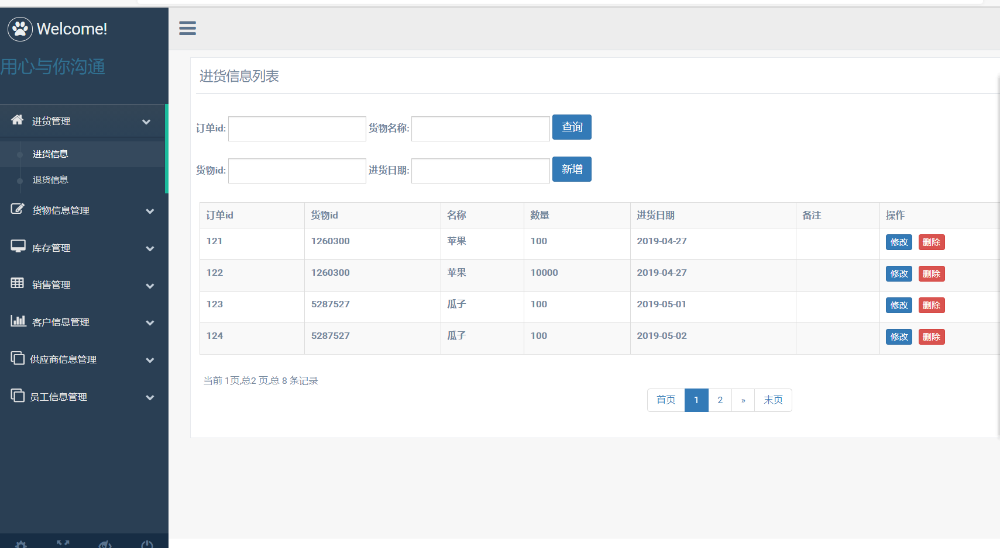 Welcome!
用心与你沟通
进货管理
进货信息
退货信息
货物信息管理
库存管理
销售管理
客户信息管理
供应商信息管理
员工信息管理
进货信息列表
订单id: 货物名称: 查询
货物id: 进货日期: 新增
订单id 货物id 名称 数量 进货日期 备注 操作
121 1260300 苹果 100 2019-04-27 修改 删除
122 1260300 苹果 10000 2019-04-27 修改 删除
123 5287527 瓜子 100 2019-05-01 修改 删除
124 5287527 瓜子 100 2019-05-02 修改 删除
当前 1页,总2 页,总 8 条记录
首页 1 2 » 末页